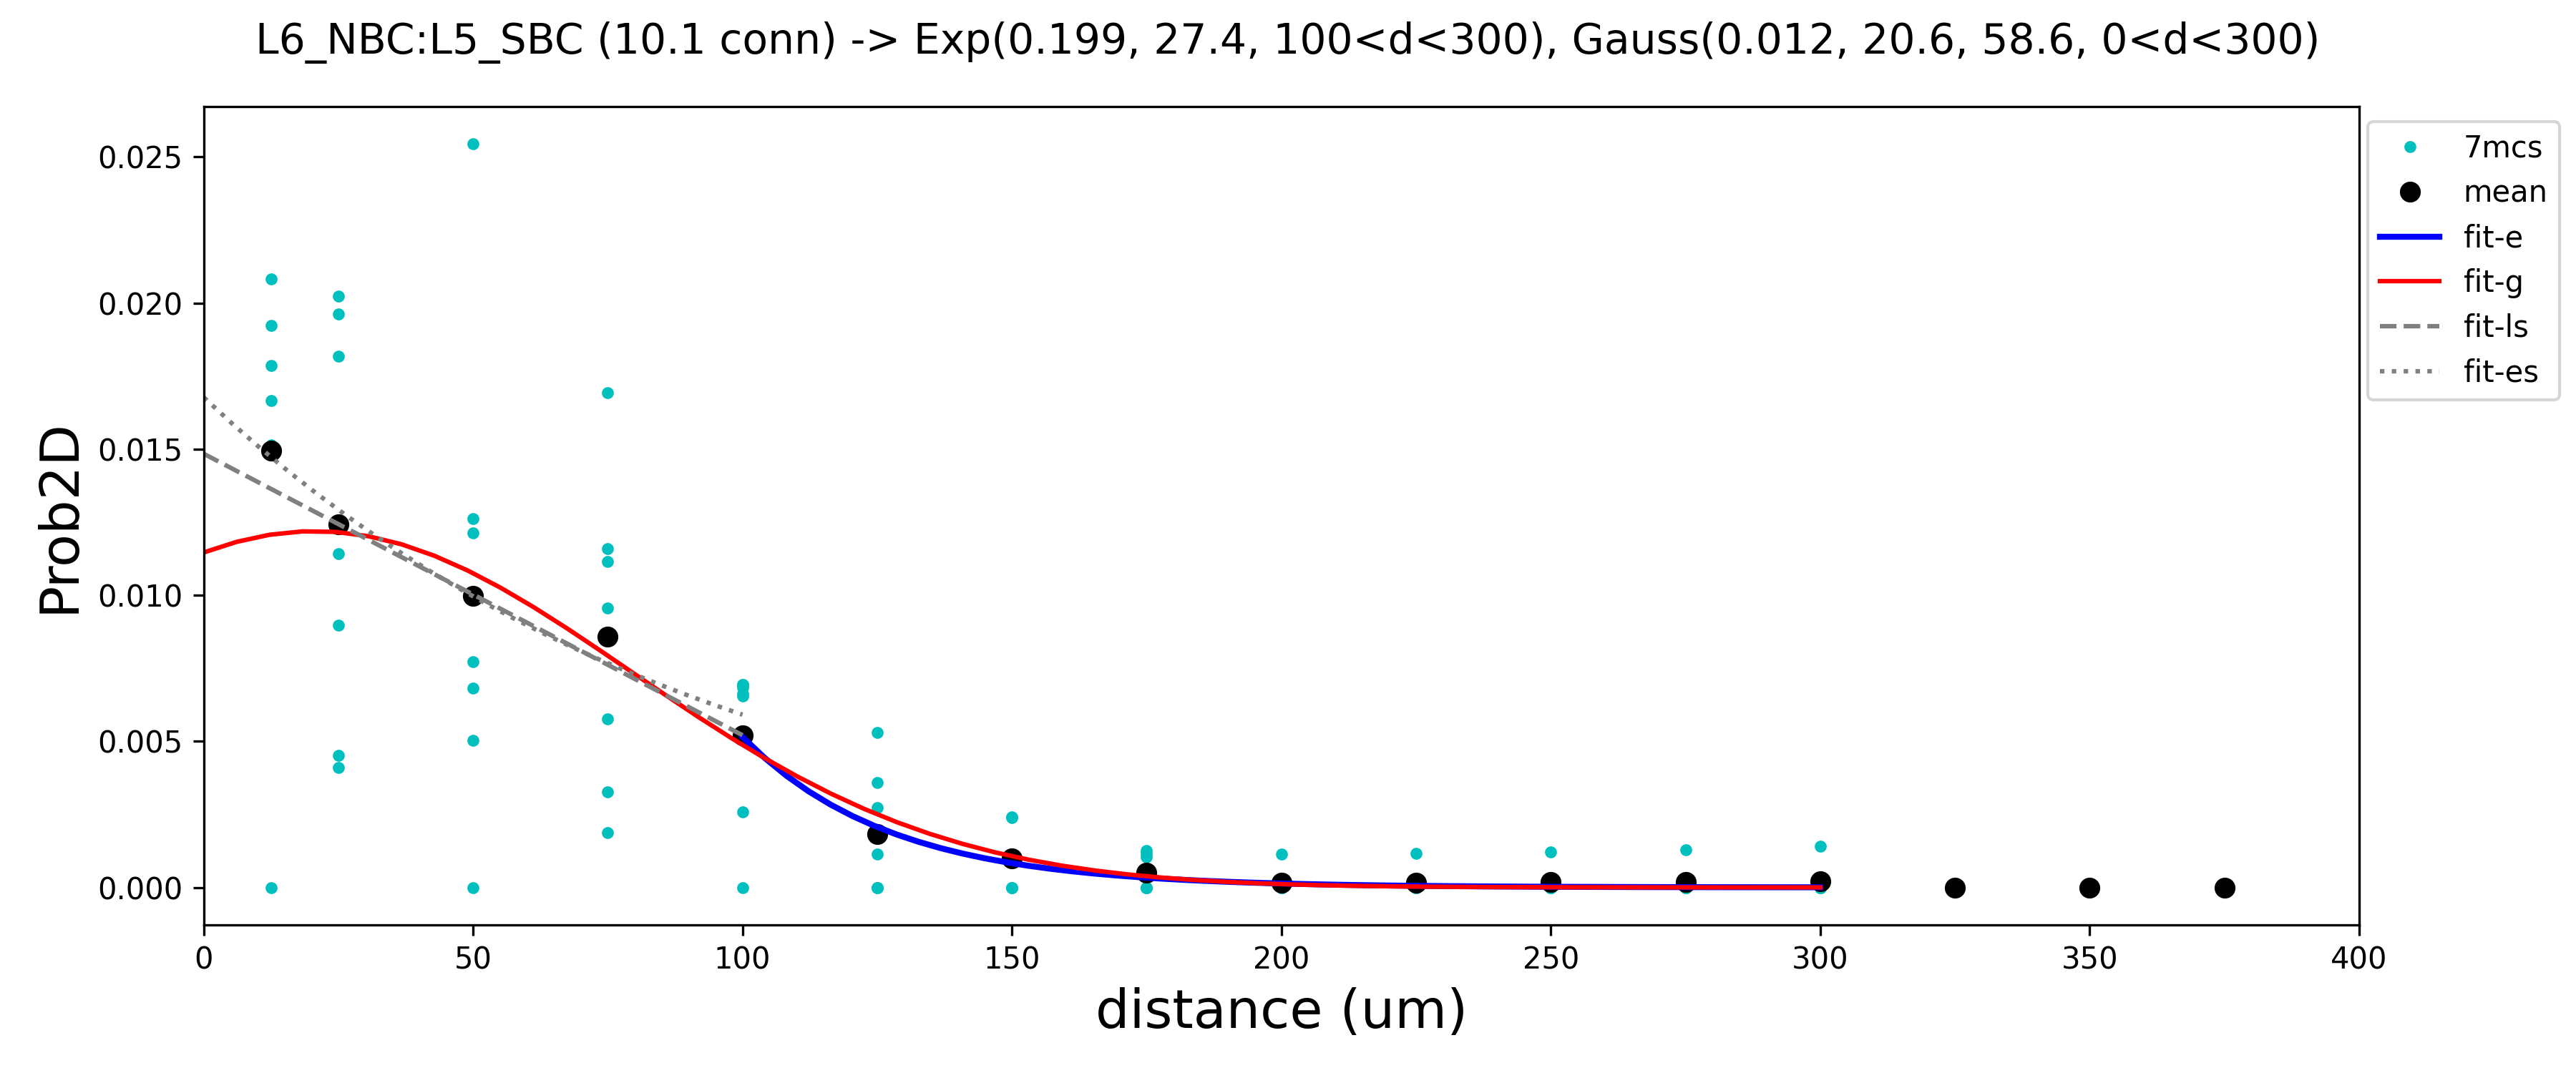 L6_NBC:L5_SBC (10.1 conn) -> Exp(0.199, 27.4, 100<d<300), Gauss(0.012, 20.6, 58.6, 0<d<300)
0.025
0.020
0.015
0.010
0.005
0.000
Prob2D
0 50 100 150 200 250 300 350 400
distance (um)
7mcs
mean
fit-e
fit-g
fit-ls
fit-es